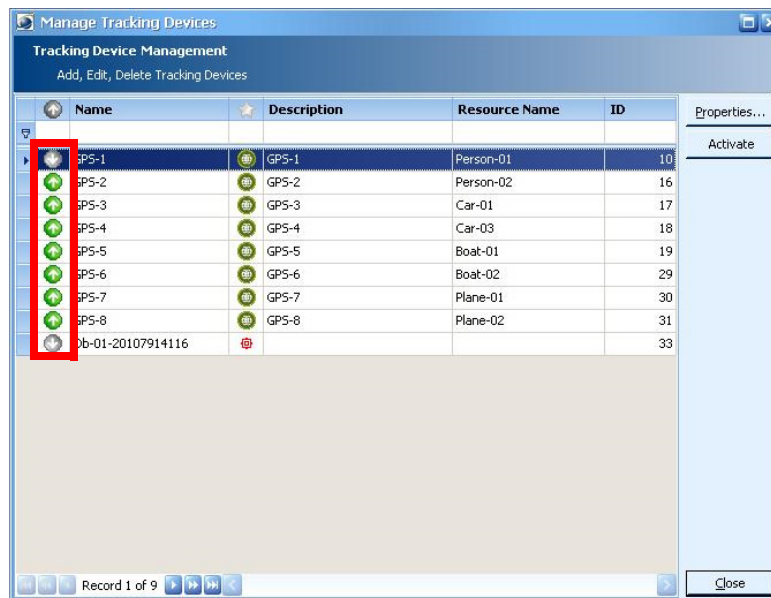 Manage Tracking Devices
Tracking Device Management
Add, Edit, Delete Tracking Devices
Name Description Resource Name ID
Properties...
Activate
GPS-1 GPS-1 Person-01 10
GPS-2 GPS-2 Person-02 16
GPS-3 GPS-3 Car-01 17
GPS-4 GPS-4 Car-03 18
GPS-5 GPS-5 Boat-01 19
GPS-6 GPS-6 Boat-02 29
GPS-7 GPS-7 Plane-01 30
GPS-8 GPS-8 Plane-02 31
Ob-01-20107914116 33
Record 1 of 9
Close